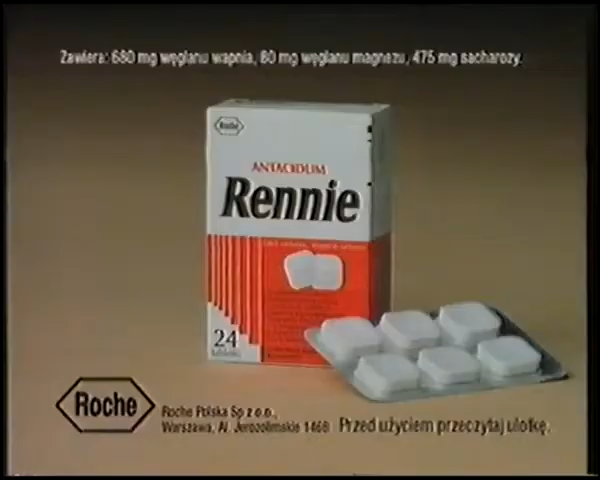 Zawiera: 680 mg węglanu wapnia, 80 mg węglanu magnezu, 475 mg sacharozy.
Roche
ANTACIDUM
Rennie
24
tabletki
Roche
Roche Polska Sp z o.o.,
Warszawa, Al. Jerozolimskie 146B
Przed użyciem przeczytaj ulotkę.